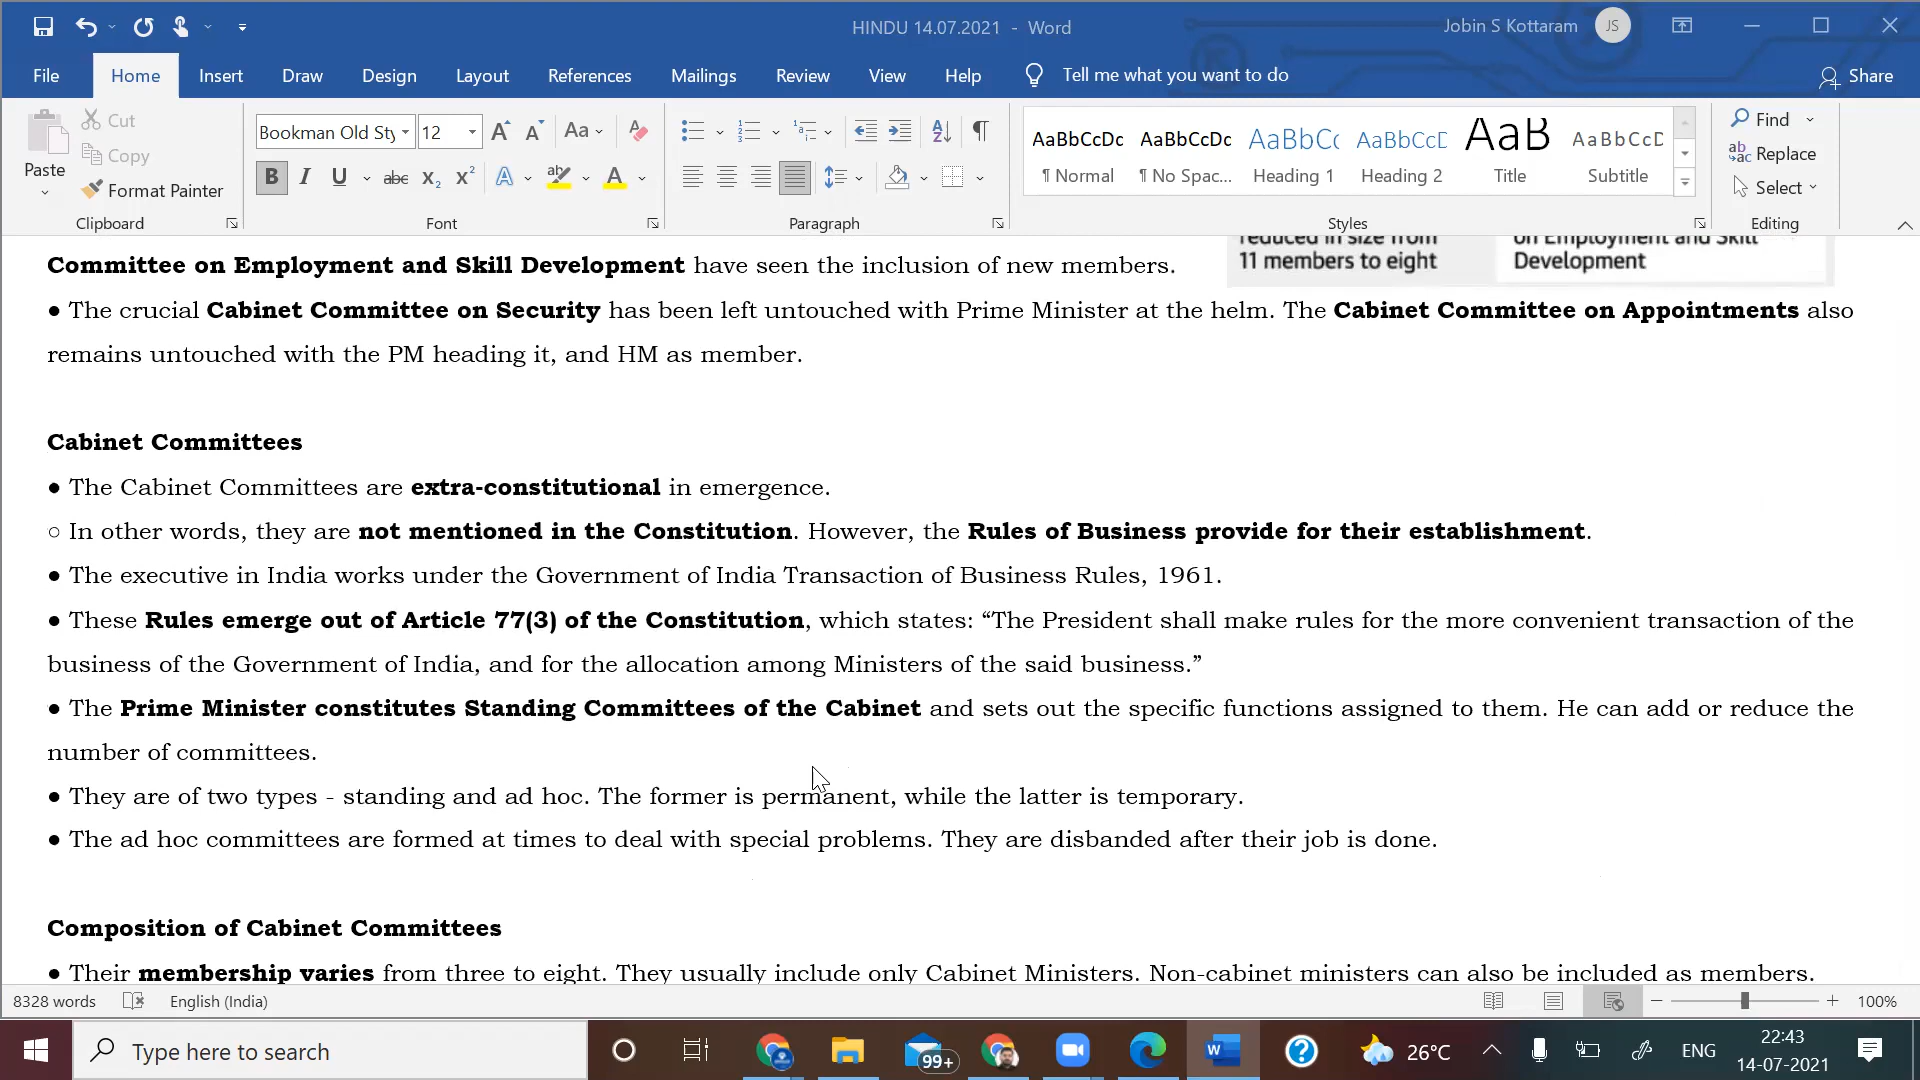 HINDU 14.07.2021 - Word
Jobin S Kottaram
JS
File Home Insert Draw Design Layout References Mailings Review View Help Tell me what you want to do Share
Paste
Cut
Copy
Format Painter
Clipboard
Bookman Old Sty 12
Font
Paragraph
AaBbCcDc AaBbCcDc AaBbCc AaBbCcD AaB AaBbCcD
¶ Normal ¶ No Spac... Heading 1 Heading 2 Title Subtitle
Styles
Find
Replace
Select
Editing
reduced in size from
11 members to eight
on Employment and Skill
Development
Committee on Employment and Skill Development have seen the inclusion of new members.
● The crucial Cabinet Committee on Security has been left untouched with Prime Minister at the helm. The Cabinet Committee on Appointments also
remains untouched with the PM heading it, and HM as member.
Cabinet Committees
● The Cabinet Committees are extra-constitutional in emergence.
○ In other words, they are not mentioned in the Constitution. However, the Rules of Business provide for their establishment.
● The executive in India works under the Government of India Transaction of Business Rules, 1961.
● These Rules emerge out of Article 77(3) of the Constitution, which states: “The President shall make rules for the more convenient transaction of the
business of the Government of India, and for the allocation among Ministers of the said business.”
● The Prime Minister constitutes Standing Committees of the Cabinet and sets out the specific functions assigned to them. He can add or reduce the
number of committees.
● They are of two types - standing and ad hoc. The former is permanent, while the latter is temporary.
● The ad hoc committees are formed at times to deal with special problems. They are disbanded after their job is done.
Composition of Cabinet Committees
● Their membership varies from three to eight. They usually include only Cabinet Ministers. Non-cabinet ministers can also be included as members.
8328 words English (India) 100%
Type here to search
99+
26°C
ENG
22:43
14-07-2021